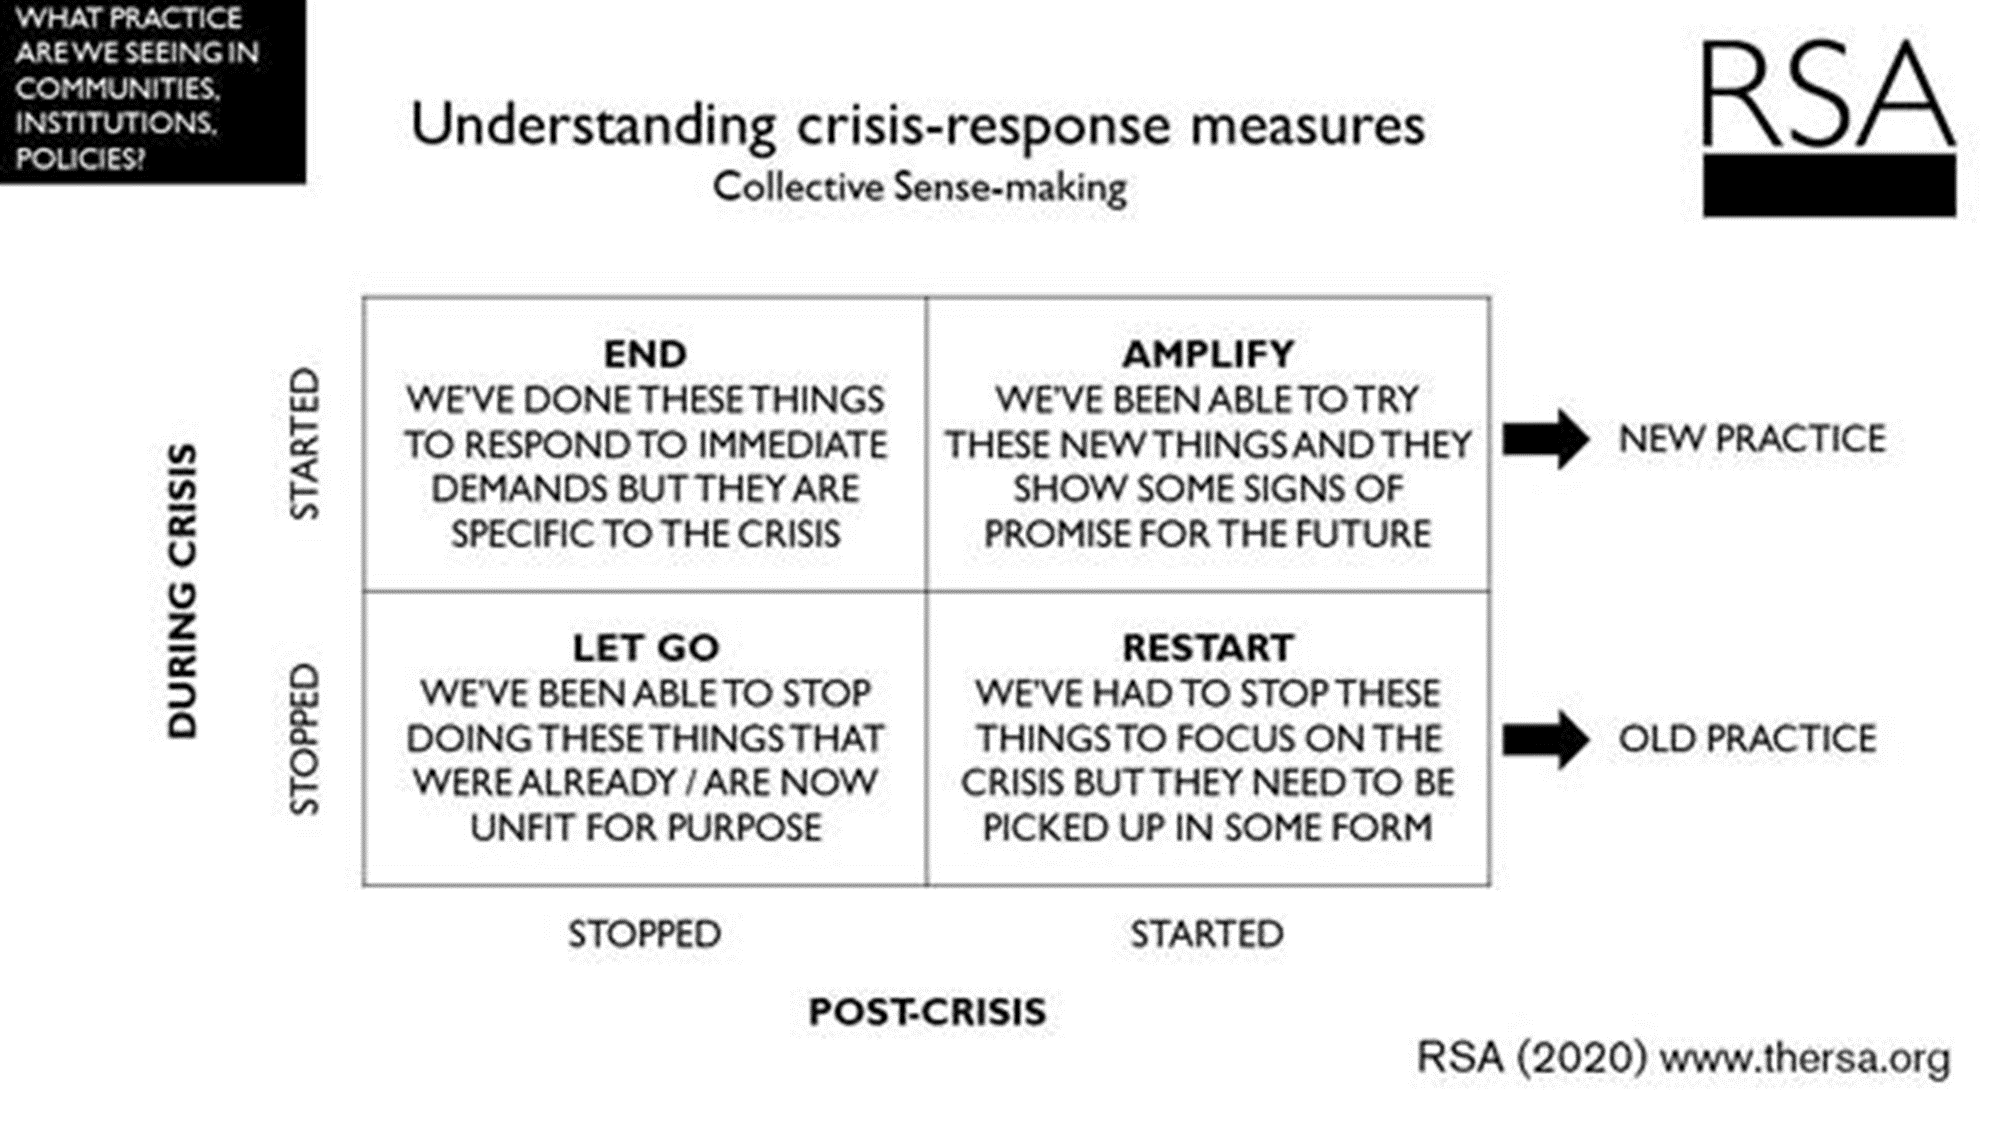 WHAT PRACTICE
ARE WE SEEING IN
COMMUNITIES,
INSTITUTIONS,
POLICIES?
Understanding crisis-response measures
Collective Sense-making
RSA
DURING CRISIS
STARTED
END
WE'VE DONE THESE THINGS
TO RESPOND TO IMMEDIATE
DEMANDS BUT THEY ARE
SPECIFIC TO THE CRISIS
AMPLIFY
WE'VE BEEN ABLE TO TRY
THESE NEW THINGS AND THEY
SHOW SOME SIGNS OF
PROMISE FOR THE FUTURE
NEW PRACTICE
STOPPED
LET GO
WE'VE BEEN ABLE TO STOP
DOING THESE THINGS THAT
WERE ALREADY / ARE NOW
UNFIT FOR PURPOSE
RESTART
WE'VE HAD TO STOP THESE
THINGS TO FOCUS ON THE
CRISIS BUT THEY NEED TO BE
PICKED UP IN SOME FORM
OLD PRACTICE
STOPPED
STARTED
POST-CRISIS
RSA (2020) www.thersa.org